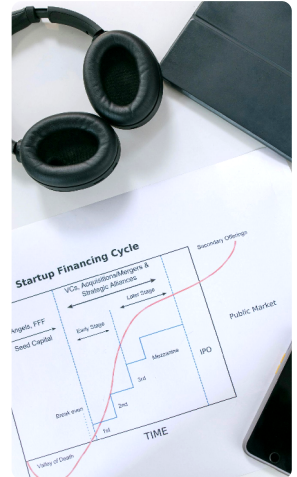 Startup Financing Cycle
VCs, Acquisitions/Mergers &
Strategic Alliances
Secondary Offerings
Angels, FFF
Seed Capital
Early Stage
Later Stage
Public Market
Mezzanine
IPO
3rd
Break even
2nd
1st
TIME
Valley of Death